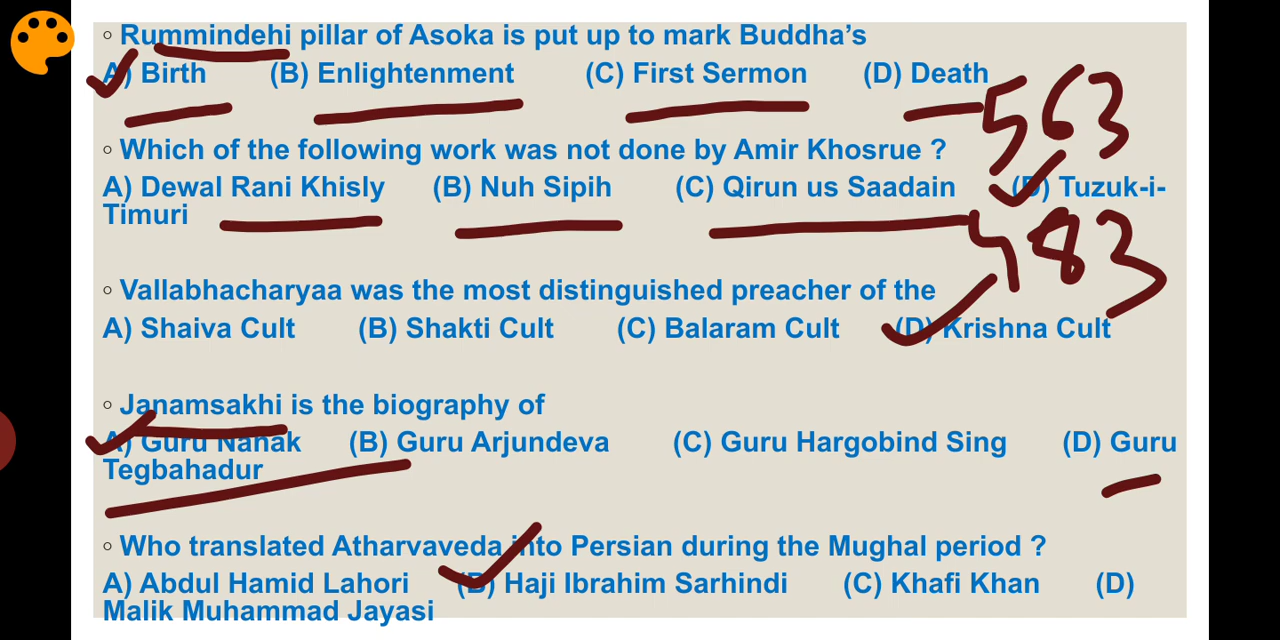 Rummindehi pillar of Asoka is put up to mark Buddha's
A) Birth (B) Enlightenment (C) First Sermon (D) Death
563
Which of the following work was not done by Amir Khosrue ?
A) Dewal Rani Khisly (B) Nuh Sipih (C) Qirun us Saadain (D) Tuzuk-i-
Timuri
483
Vallabhacharyaa was the most distinguished preacher of the
A) Shaiva Cult (B) Shakti Cult (C) Balaram Cult (D) Krishna Cult
Janamsakhi is the biography of
A) Guru Nanak (B) Guru Arjundeva (C) Guru Hargobind Sing (D) Guru
Tegbahadur
Who translated Atharvaveda into Persian during the Mughal period ?
A) Abdul Hamid Lahori (B) Haji Ibrahim Sarhindi (C) Khafi Khan (D)
Malik Muhammad Jayasi